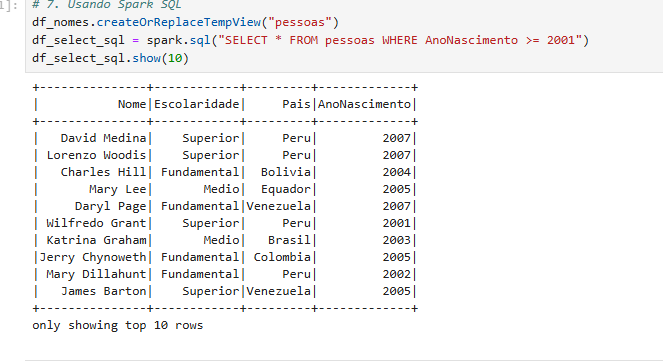 ]:
# 7. Usando Spark SQL
df_nomes.createOrReplaceTempView("pessoas")
df_select_sql = spark.sql("SELECT * FROM pessoas WHERE AnoNascimento >= 2001")
df_select_sql.show(10)
+---------------+------------+---------+-------------+
|           Nome|Escolaridade|     Pais|AnoNascimento|
+---------------+------------+---------+-------------+
|   David Medina|    Superior|     Peru|         2007|
| Lorenzo Woodis|    Superior|     Peru|         2007|
|   Charles Hill| Fundamental|  Bolivia|         2004|
|       Mary Lee|       Medio|  Equador|         2005|
|     Daryl Page| Fundamental|Venezuela|         2007|
| Wilfredo Grant|    Superior|     Peru|         2001|
| Katrina Graham|       Medio|   Brasil|         2003|
|Jerry Chynoweth| Fundamental| Colombia|         2005|
| Mary Dillahunt| Fundamental|     Peru|         2002|
|   James Barton|    Superior|Venezuela|         2005|
+---------------+------------+---------+-------------+
only showing top 10 rows